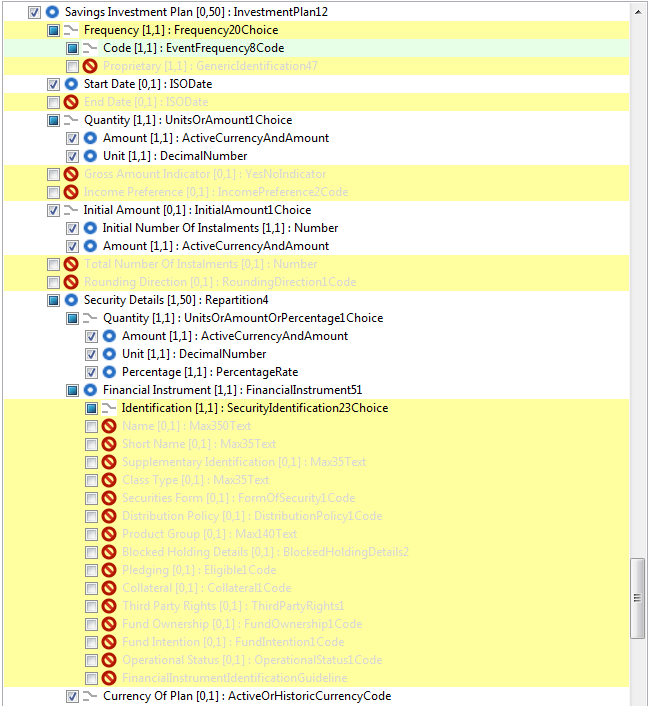 Savings Investment Plan [0,50] : InvestmentPlan12
Frequency [1,1] : Frequency20Choice
Code [1,1] : EventFrequency8Code
Proprietary [1,1] : GenericIdentification47
Start Date [0,1] : ISODate
End Date [0,1] : ISODate
Quantity [1,1] : UnitsOrAmount1Choice
Amount [1,1] : ActiveCurrencyAndAmount
Unit [1,1] : DecimalNumber
Gross Amount Indicator [0,1] : YesNoIndicator
Income Preference [0,1] : IncomePreference2Code
Initial Amount [0,1] : InitialAmount1Choice
Initial Number Of Instalments [1,1] : Number
Amount [1,1] : ActiveCurrencyAndAmount
Total Number Of Instalments [0,1] : Number
Rounding Direction [0,1] : RoundingDirection1Code
Security Details [1,50] : Repartition4
Quantity [1,1] : UnitsOrAmountOrPercentage1Choice
Amount [1,1] : ActiveCurrencyAndAmount
Unit [1,1] : DecimalNumber
Percentage [1,1] : PercentageRate
Financial Instrument [1,1] : FinancialInstrument51
Identification [1,1] : SecurityIdentification23Choice
Name [0,1] : Max350Text
Short Name [0,1] : Max35Text
Supplementary Identification [0,1] : Max35Text
Class Type [0,1] : Max35Text
Securities Form [0,1] : FormOfSecurity1Code
Distribution Policy [0,1] : DistributionPolicy1Code
Product Group [0,1] : Max140Text
Blocked Holding Details [0,1] : BlockedHoldingDetails2
Pledging [0,1] : Eligible1Code
Collateral [0,1] : Collateral1Code
Third Party Rights [0,1] : ThirdPartyRights1
Fund Ownership [0,1] : FundOwnership1Code
Fund Intention [0,1] : FundIntention1Code
Operational Status [0,1] : OperationalStatus1Code
FinancialInstrumentIdentificationGuideline
Currency Of Plan [0,1] : ActiveOrHistoricCurrencyCode